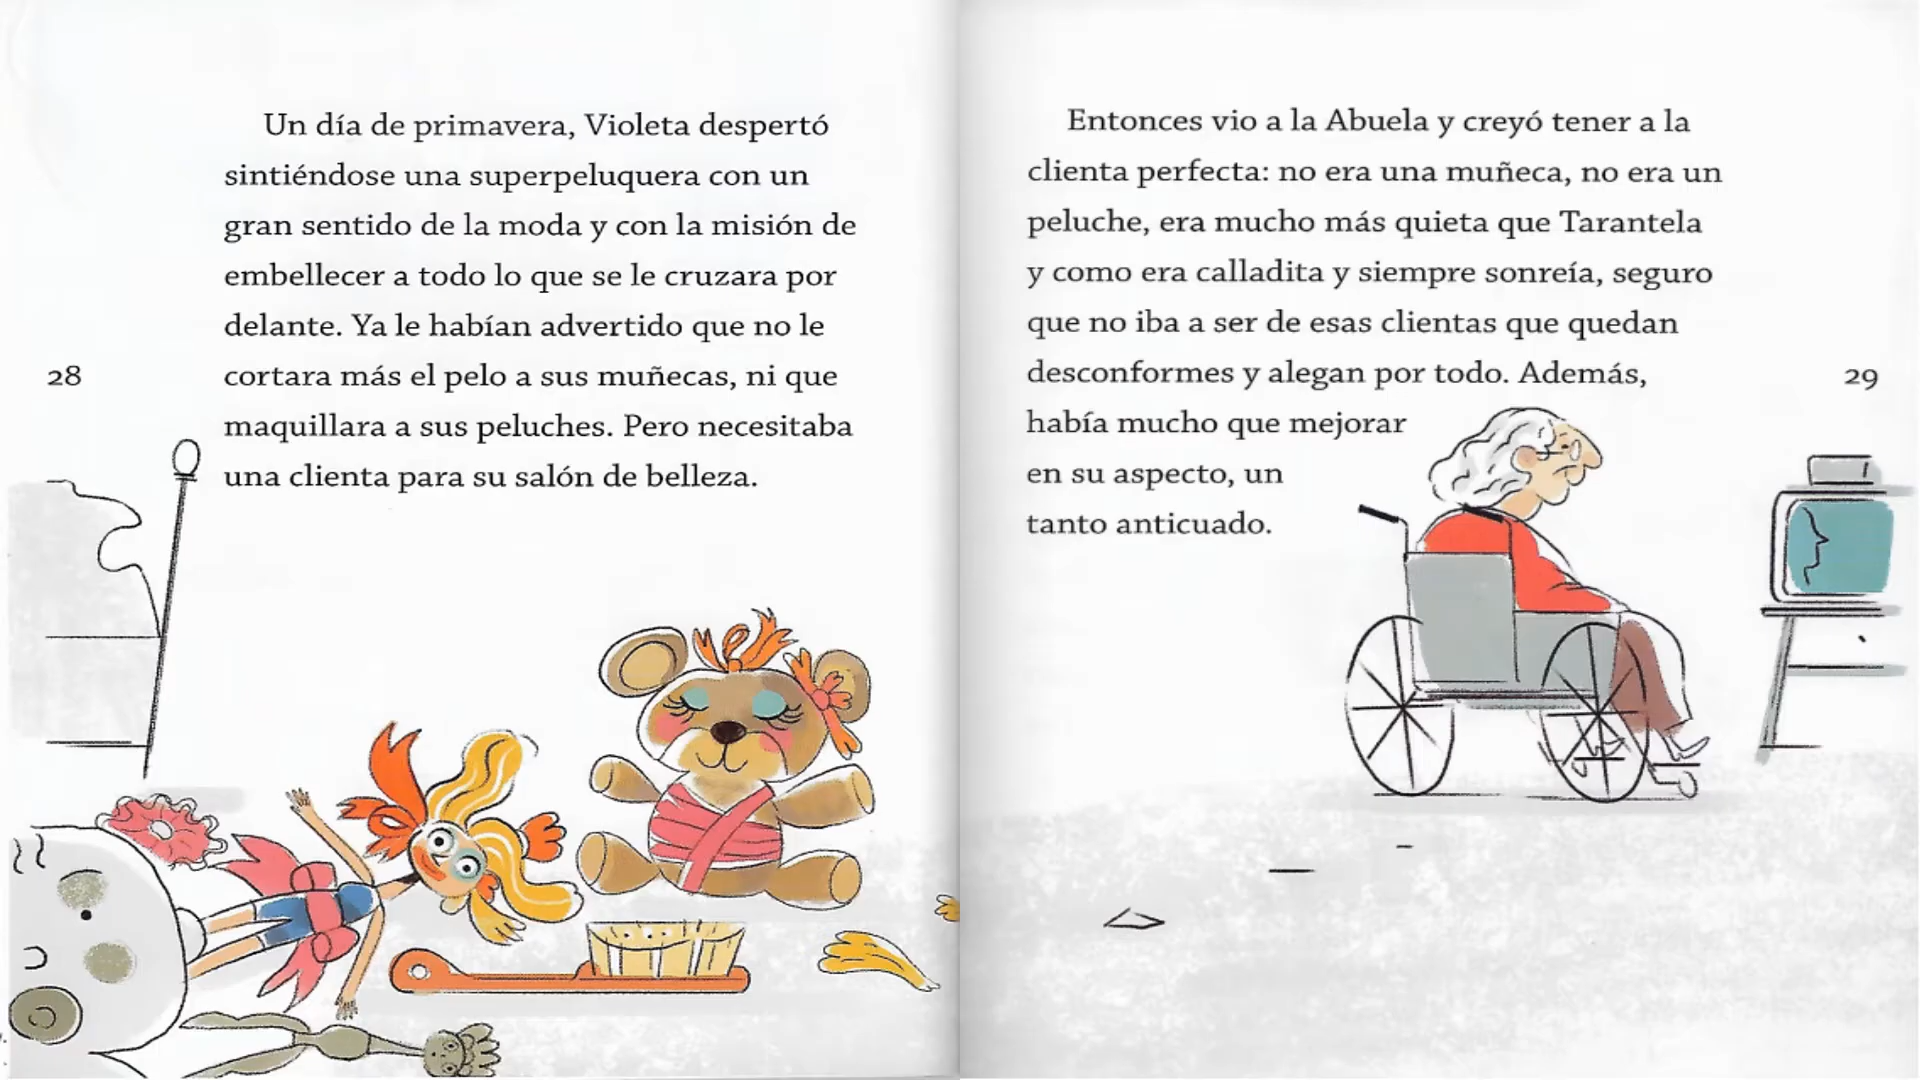 Un día de primavera, Violeta despertó
sintiéndose una superpeluquera con un
gran sentido de la moda y con la misión de
embellecer a todo lo que se le cruzara por
delante. Ya le habían advertido que no le
cortara más el pelo a sus muñecas, ni que
maquillara a sus peluches. Pero necesitaba
una clienta para su salón de belleza.
28
Entonces vio a la Abuela y creyó tener a la
clienta perfecta: no era una muñeca, no era un
peluche, era mucho más quieta que Tarantela
y como era calladita y siempre sonreía, seguro
que no iba a ser de esas clientas que quedan
desconformes y alegan por todo. Además,
había mucho que mejorar
en su aspecto, un
tanto anticuado.
29